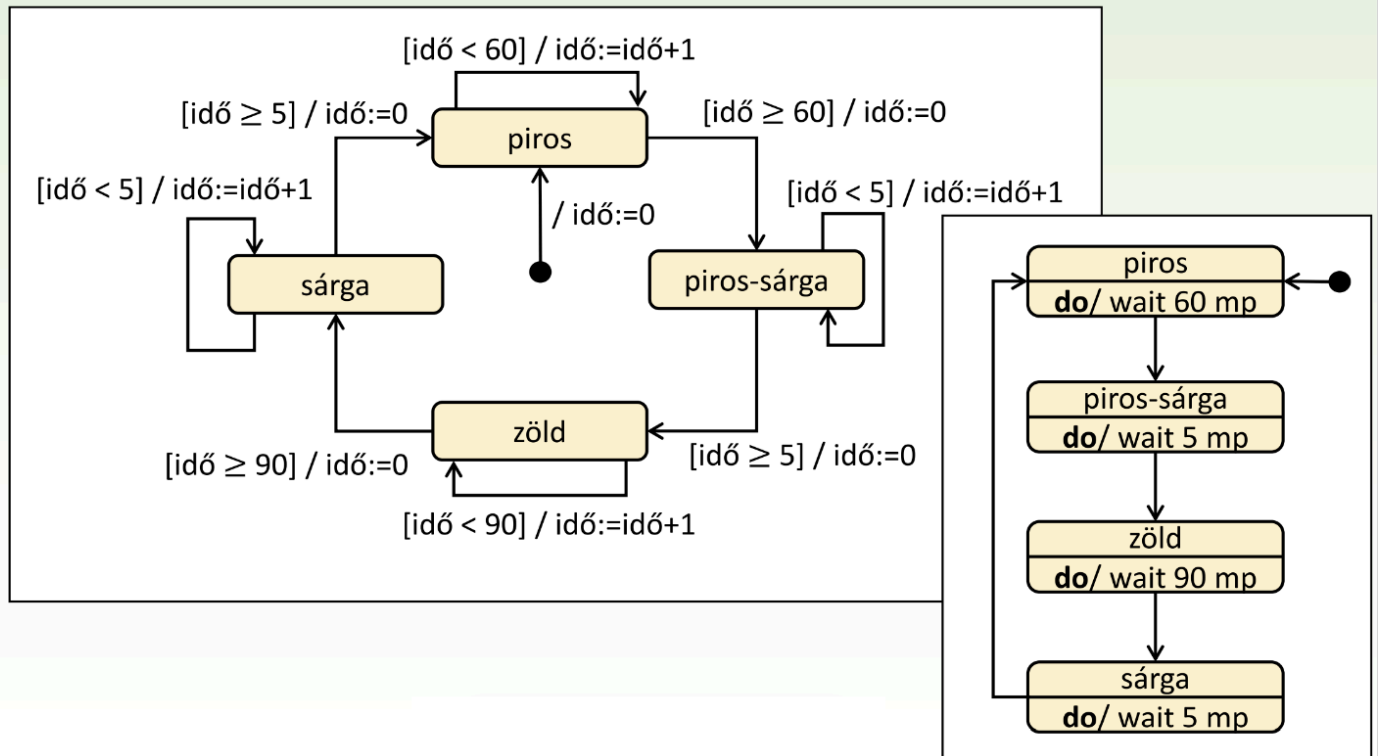 [idő < 60] / idő:=idő+1
[idő ≥ 5] / idő:=0
piros
[idő ≥ 60] / idő:=0
[idő < 5] / idő:=idő+1
/ idő:=0
[idő < 5] / idő:=idő+1
sárga
piros-sárga
zöld
[idő ≥ 90] / idő:=0
[idő ≥ 5] / idő:=0
[idő < 90] / idő:=idő+1
piros
do/ wait 60 mp
piros-sárga
do/ wait 5 mp
zöld
do/ wait 90 mp
sárga
do/ wait 5 mp